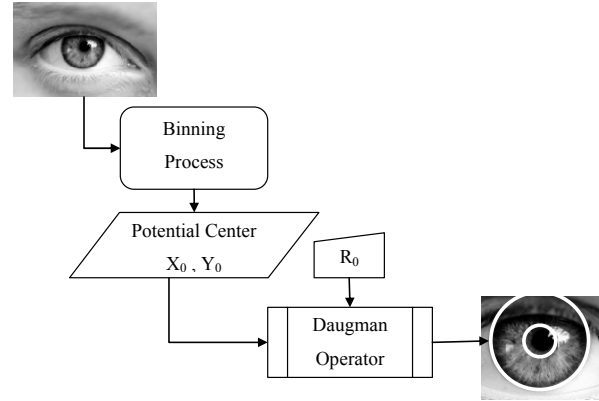 Binning
Process
Potential Center
X₀ , Y₀
R₀
Daugman
Operator